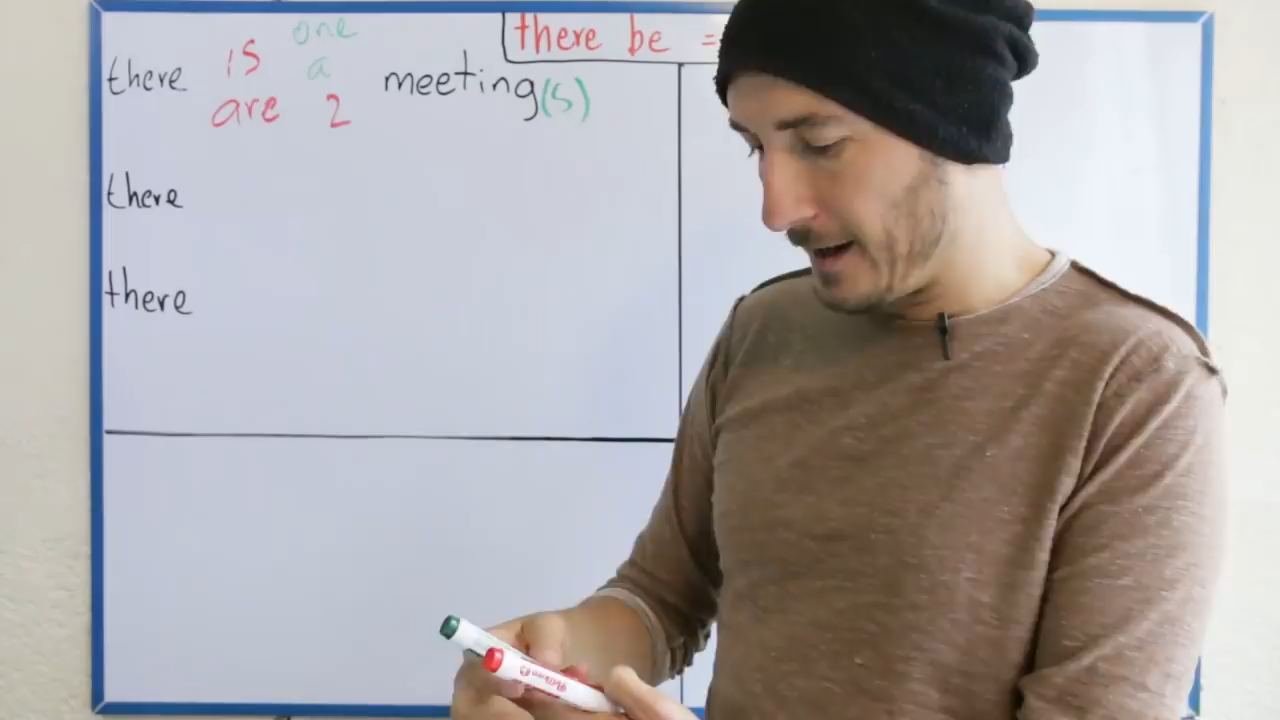 one
there be =
there is a meeting(s)
are 2
there
there